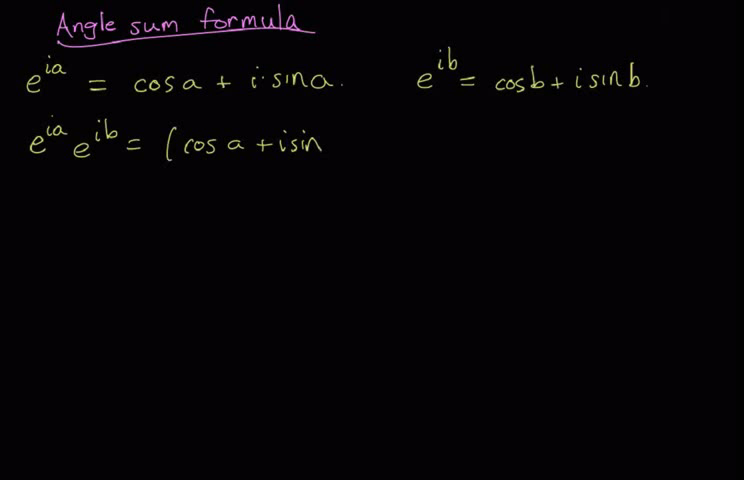 Angle sum formula
e^{ia} = cos a + i·sin a.
e^{ib} = cos b + i sin b.
e^{ia} e^{ib} = (cos a + i sin